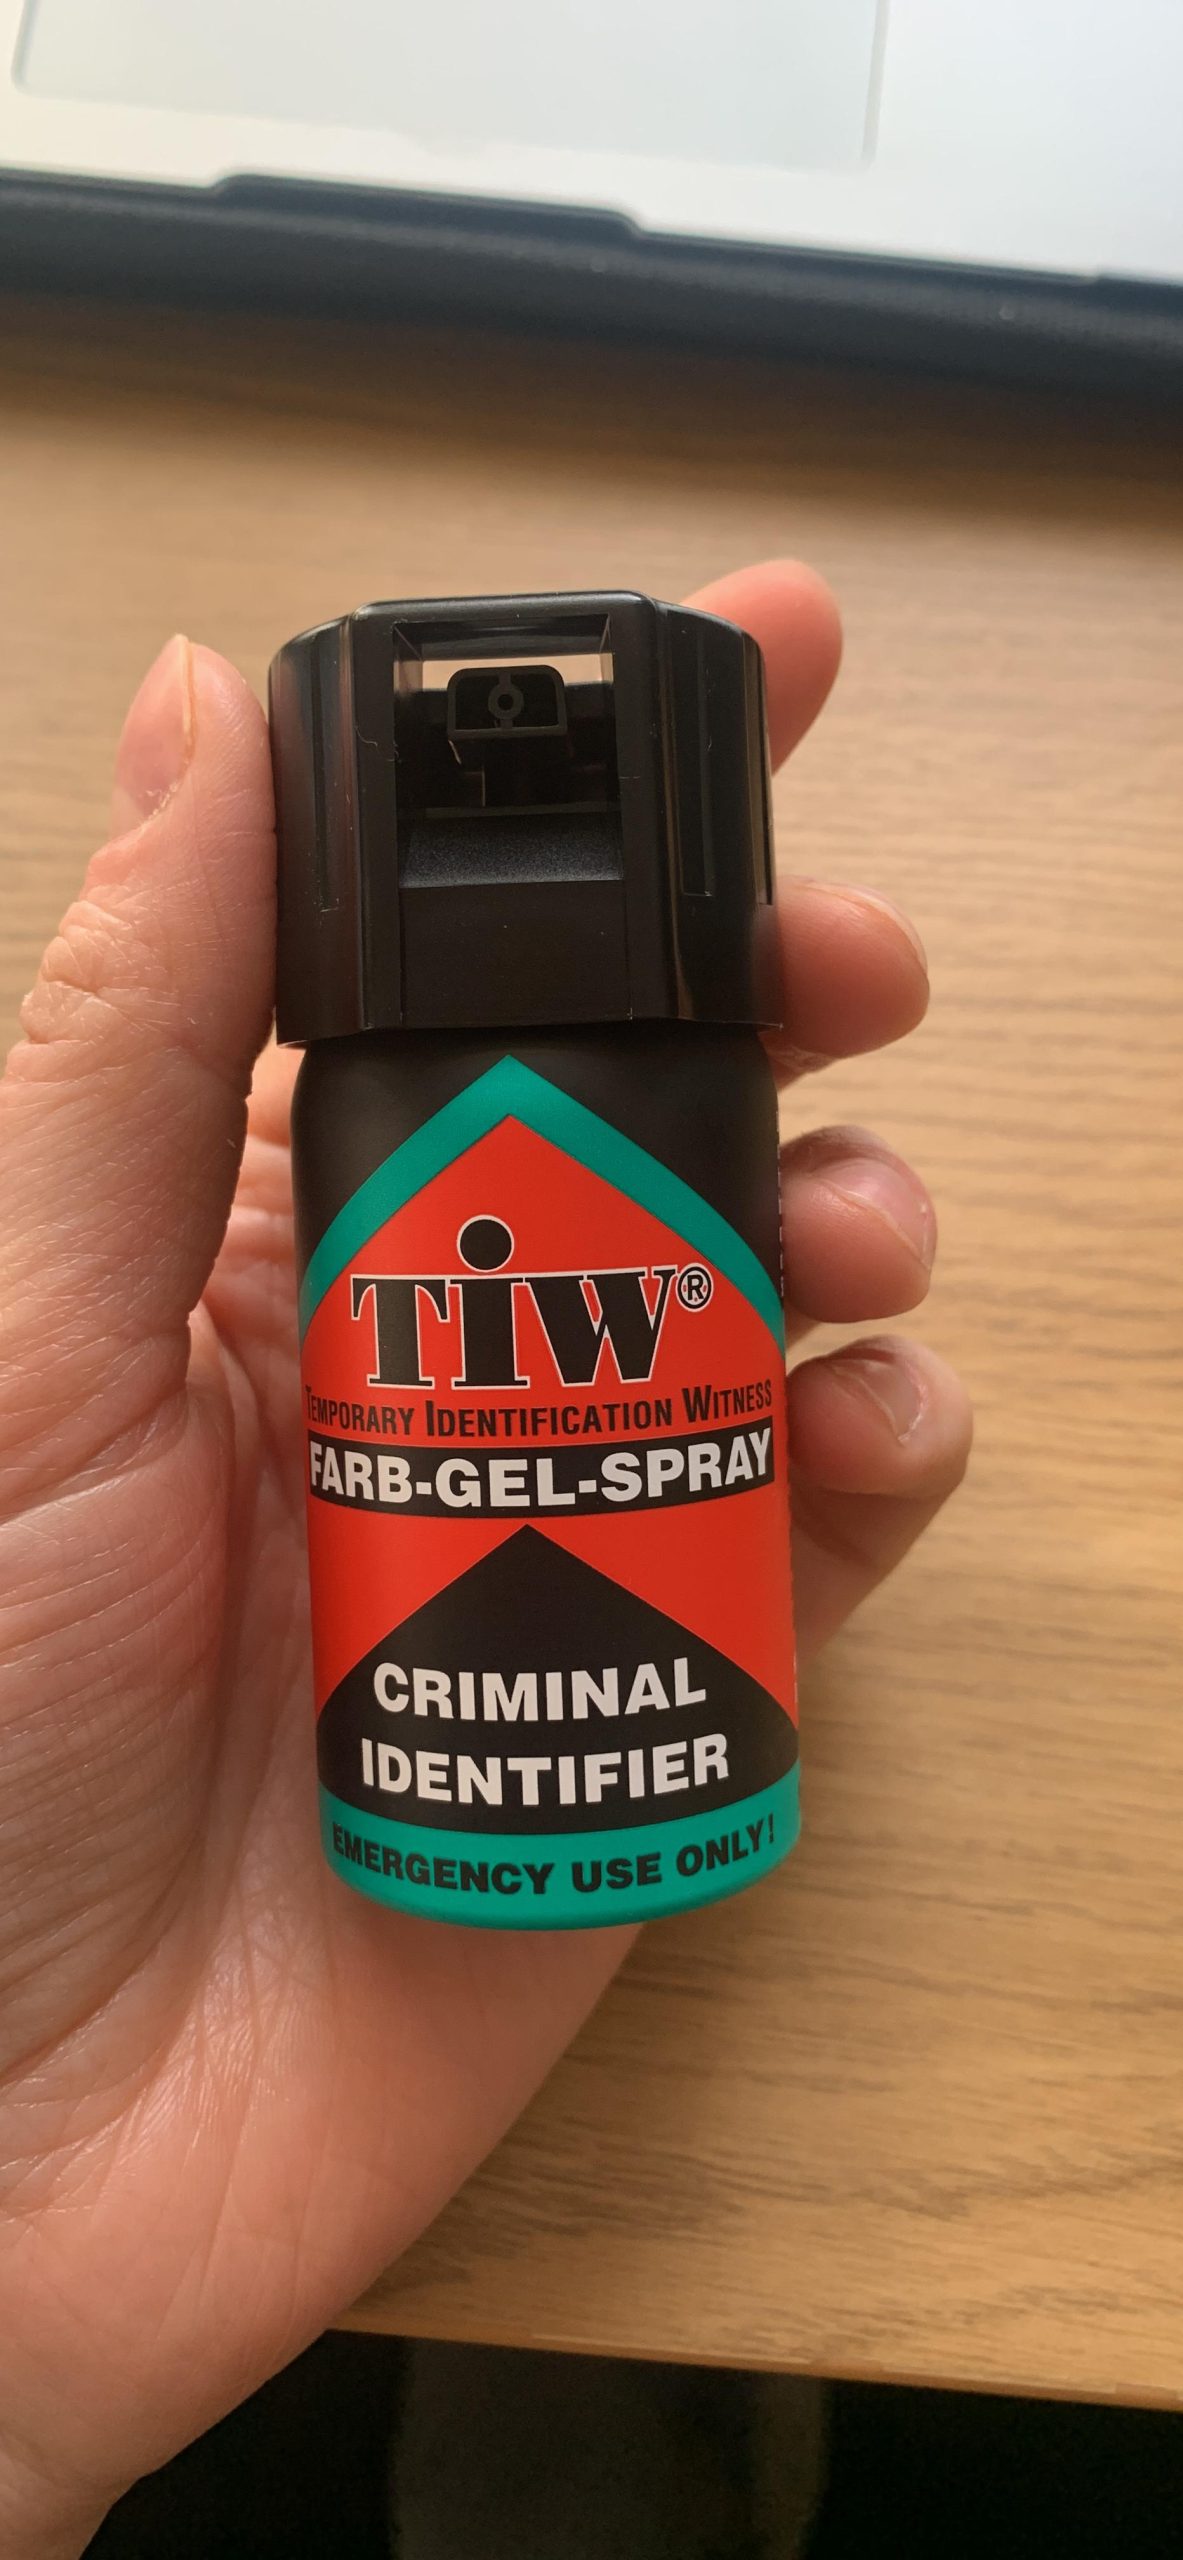 TiW®
TEMPORARY IDENTIFICATION WITNESS
FARB-GEL-SPRAY
CRIMINAL
IDENTIFIER
EMERGENCY USE ONLY!